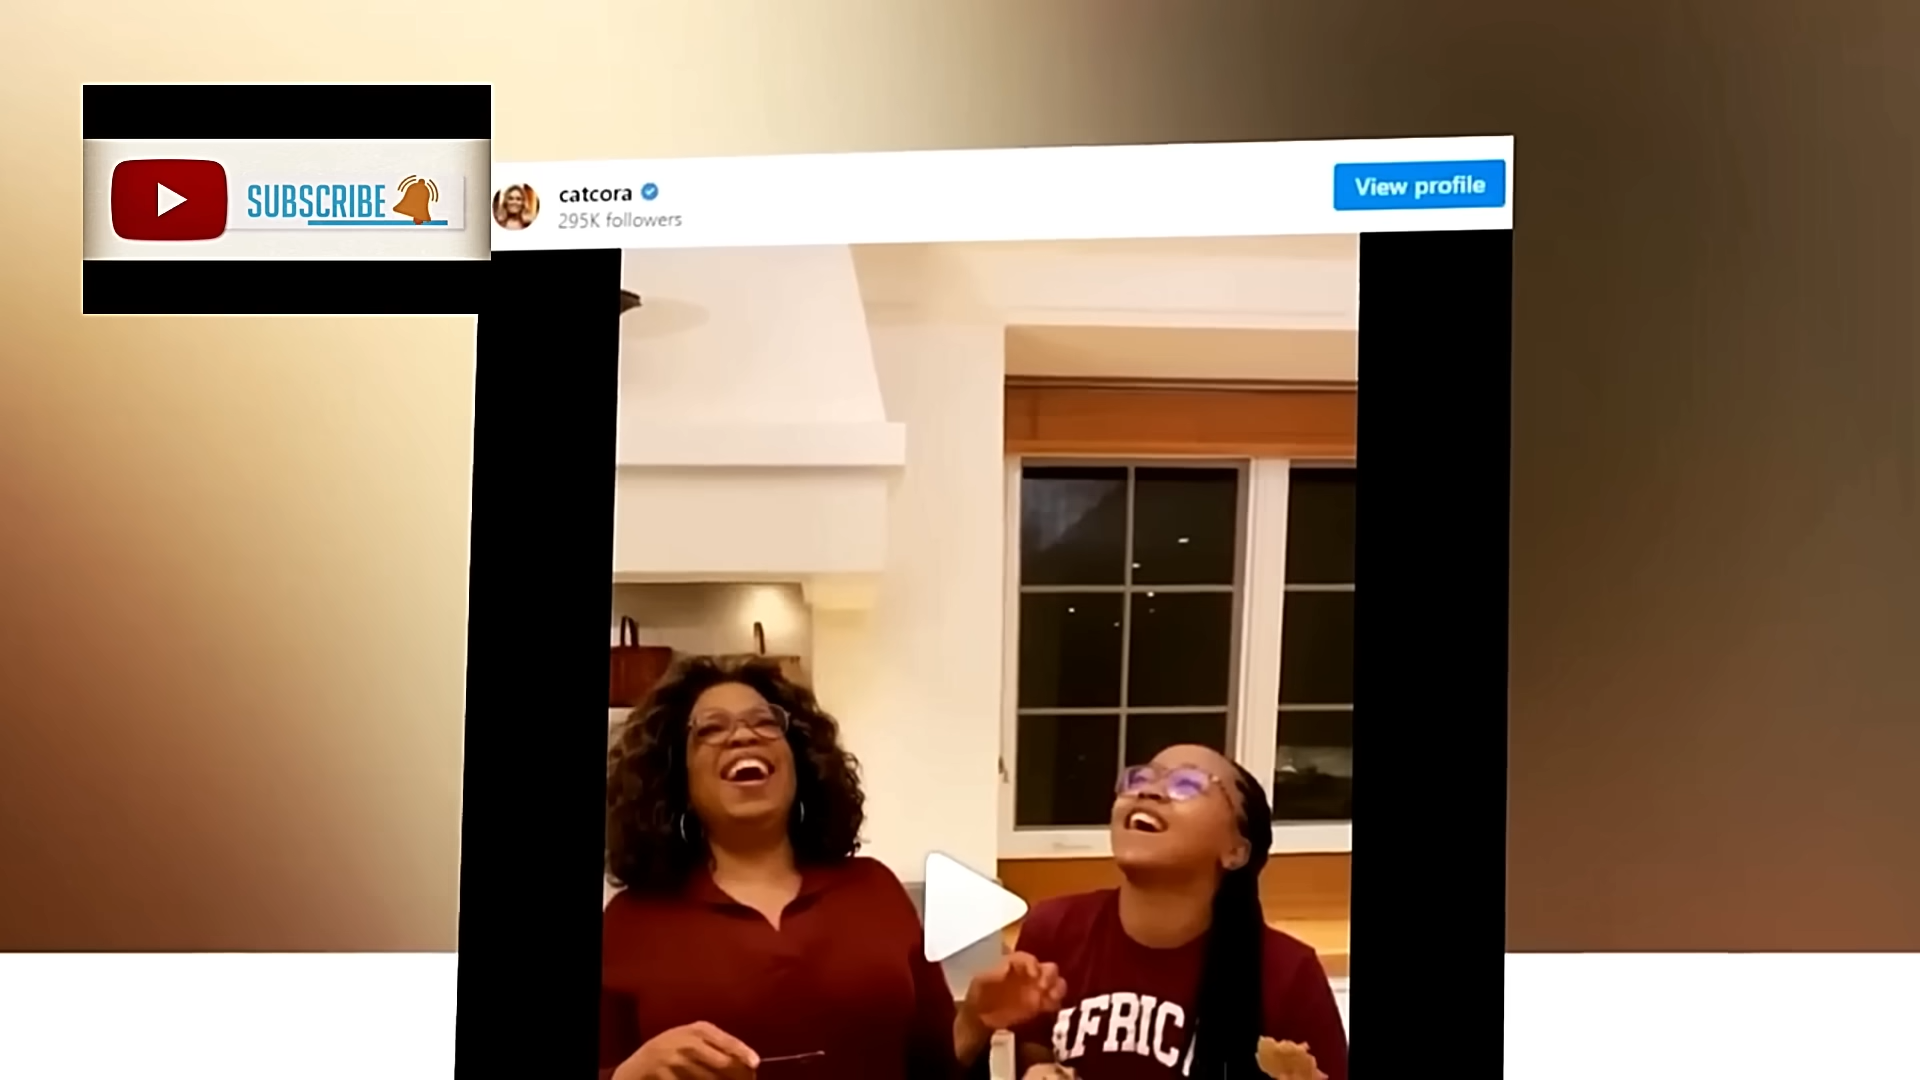 SUBSCRIBE
catcora
295K followers
View profile
AFRIC